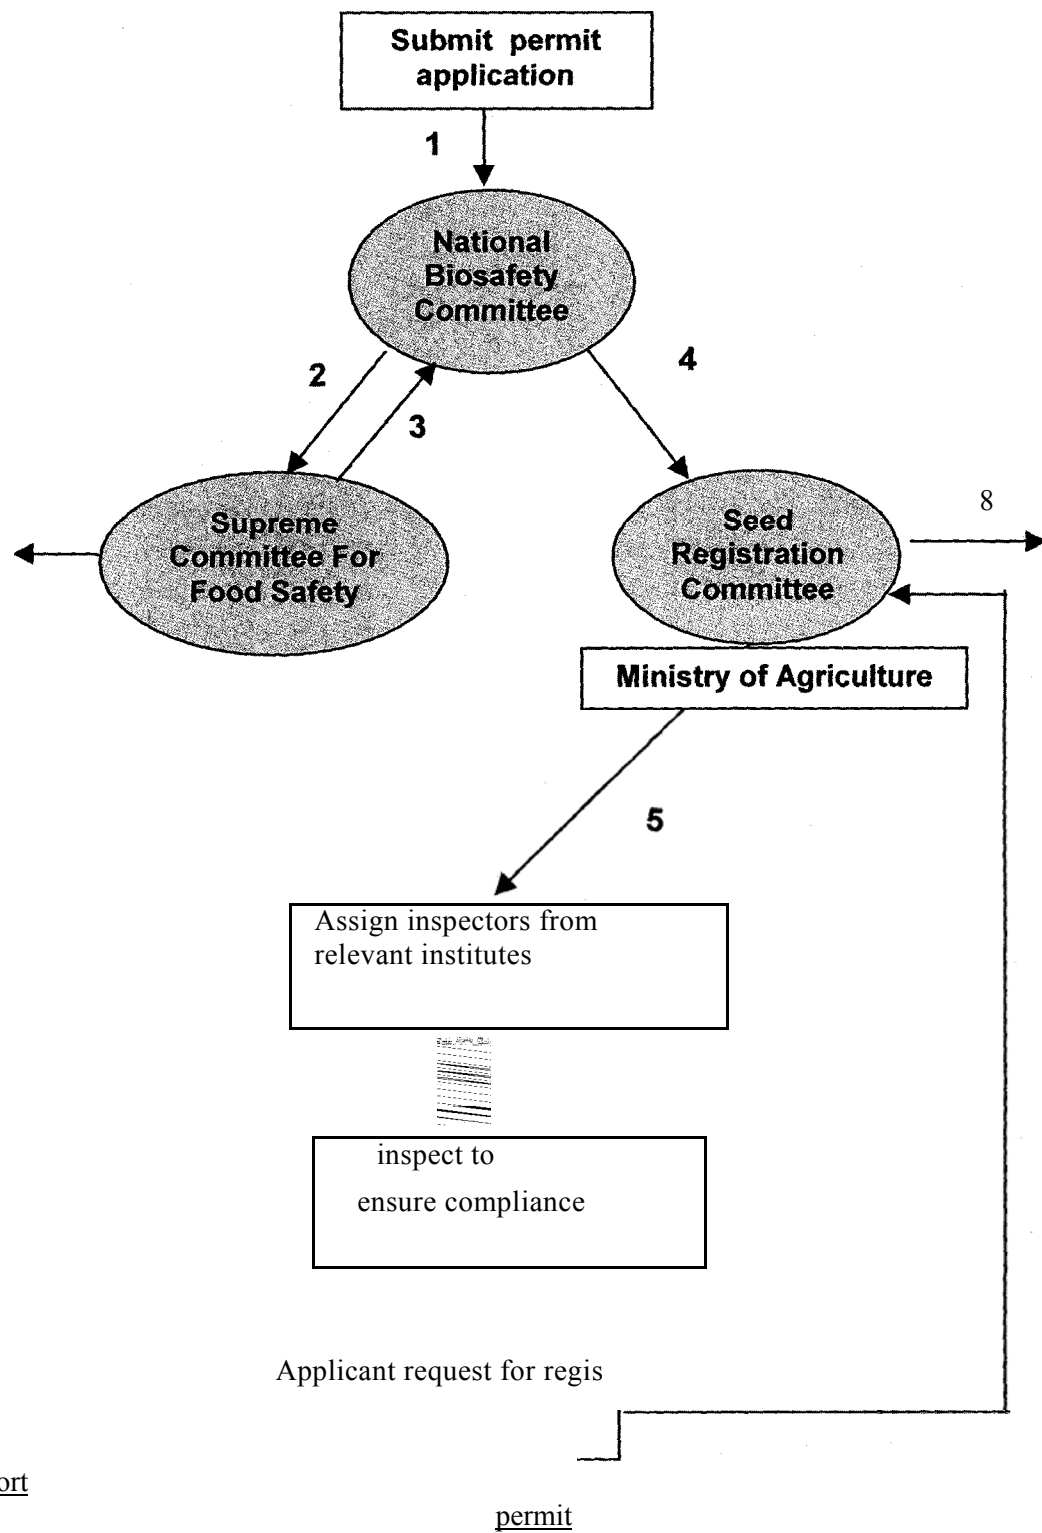 Submit permit
application
1
National
Biosafety
Committee
2
3
4
Supreme
Committee For
Food Safety
Seed
Registration
Committee
8
Ministry of Agriculture
5
Assign inspectors from
relevant institutes
inspect to
ensure compliance
Applicant request for regis
ort
permit